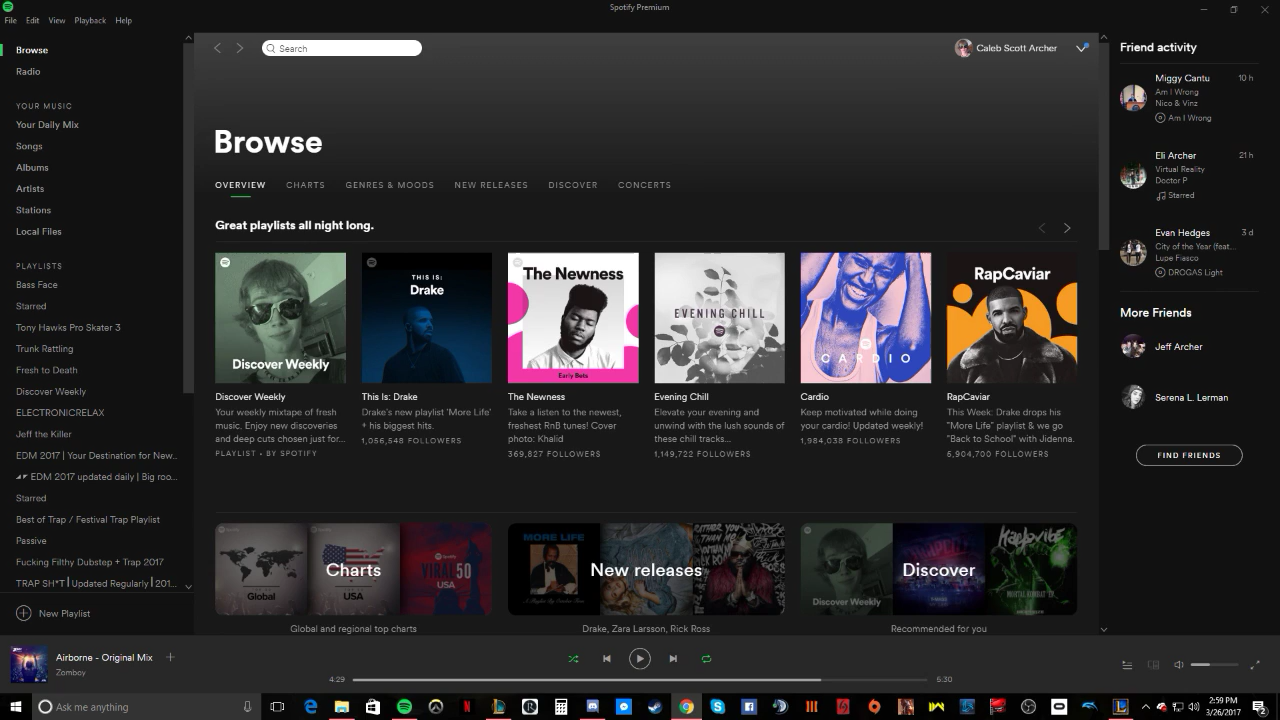 Spotify Premium
File Edit View Playback Help
Browse
Radio
YOUR MUSIC
Your Daily Mix
Songs
Albums
Artists
Stations
Local Files
PLAYLISTS
Bass Face
Starred
Tony Hawks Pro Skater 3
Trunk Rattling
Fresh to Death
Discover Weekly
ELECTRONICRELAX
Jeff the Killer
EDM 2017 | Your Destination for New...
EDM 2017 updated daily | Big roo...
Starred
Best of Trap / Festival Trap Playlist
Passive
Fucking Filthy Dubstep + Trap 2017
TRAP SH*T | Updated Regularly | 201...
New Playlist
Search
Caleb Scott Archer
Browse
OVERVIEW CHARTS GENRES & MOODS NEW RELEASES DISCOVER CONCERTS
Great playlists all night long.
Discover Weekly
Discover Weekly
Your weekly mixtape of fresh
music. Enjoy new discoveries
and deep cuts chosen just for...
PLAYLIST • BY SPOTIFY
THIS IS:
Drake
This Is: Drake
Drake's new playlist 'More Life'
+ his biggest hits.
1,056,548 FOLLOWERS
The Newness
Early Bets
The Newness
Take a listen to the newest,
freshest RnB tunes! Cover
photo: Khalid
369,827 FOLLOWERS
EVENING CHILL
Evening Chill
Elevate your evening and
unwind with the lush sounds of
these chill tracks...
1,149,722 FOLLOWERS
CARDIO
Cardio
Keep motivated while doing
your cardio! Updated weekly!
1,984,038 FOLLOWERS
RapCaviar
RapCaviar
This Week: Drake drops his
"More Life" playlist & we go
"Back to School" with Jidenna.
5,904,700 FOLLOWERS
Charts
Global
USA
Spotify
VIRAL 50
USA
Global and regional top charts
MORE LIFE
New releases
Drake, Zara Larsson, Rick Ross
Discover Weekly
Discover
MORTAL KOMBAT
Recommended for you
Friend activity
Miggy Cantu 10 h
Am I Wrong
Nico & Vinz
Am I Wrong
Eli Archer 21 h
Virtual Reality
Doctor P
Starred
Evan Hedges 3 d
City of the Year (feat...
Lupe Fiasco
DROGAS Light
More Friends
Jeff Archer
Serena L. Lerman
FIND FRIENDS
Airborne - Original Mix
Zomboy
4:29
5:30
Ask me anything
2:59 PM
3/26/2017
2